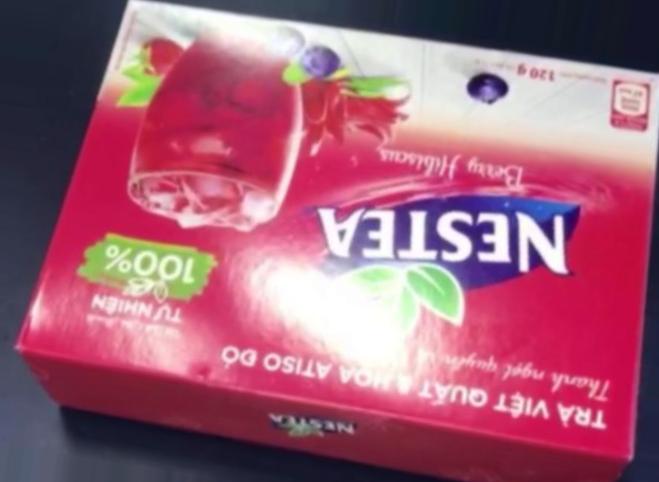 TRÀ VIỆT QUẤT & HOA ATISO ĐỎ
Thanh ngọt quyến rũ
NESTEA
Berry Hibiscus
TỰ NHIÊN
100%
120 g
NESTEA